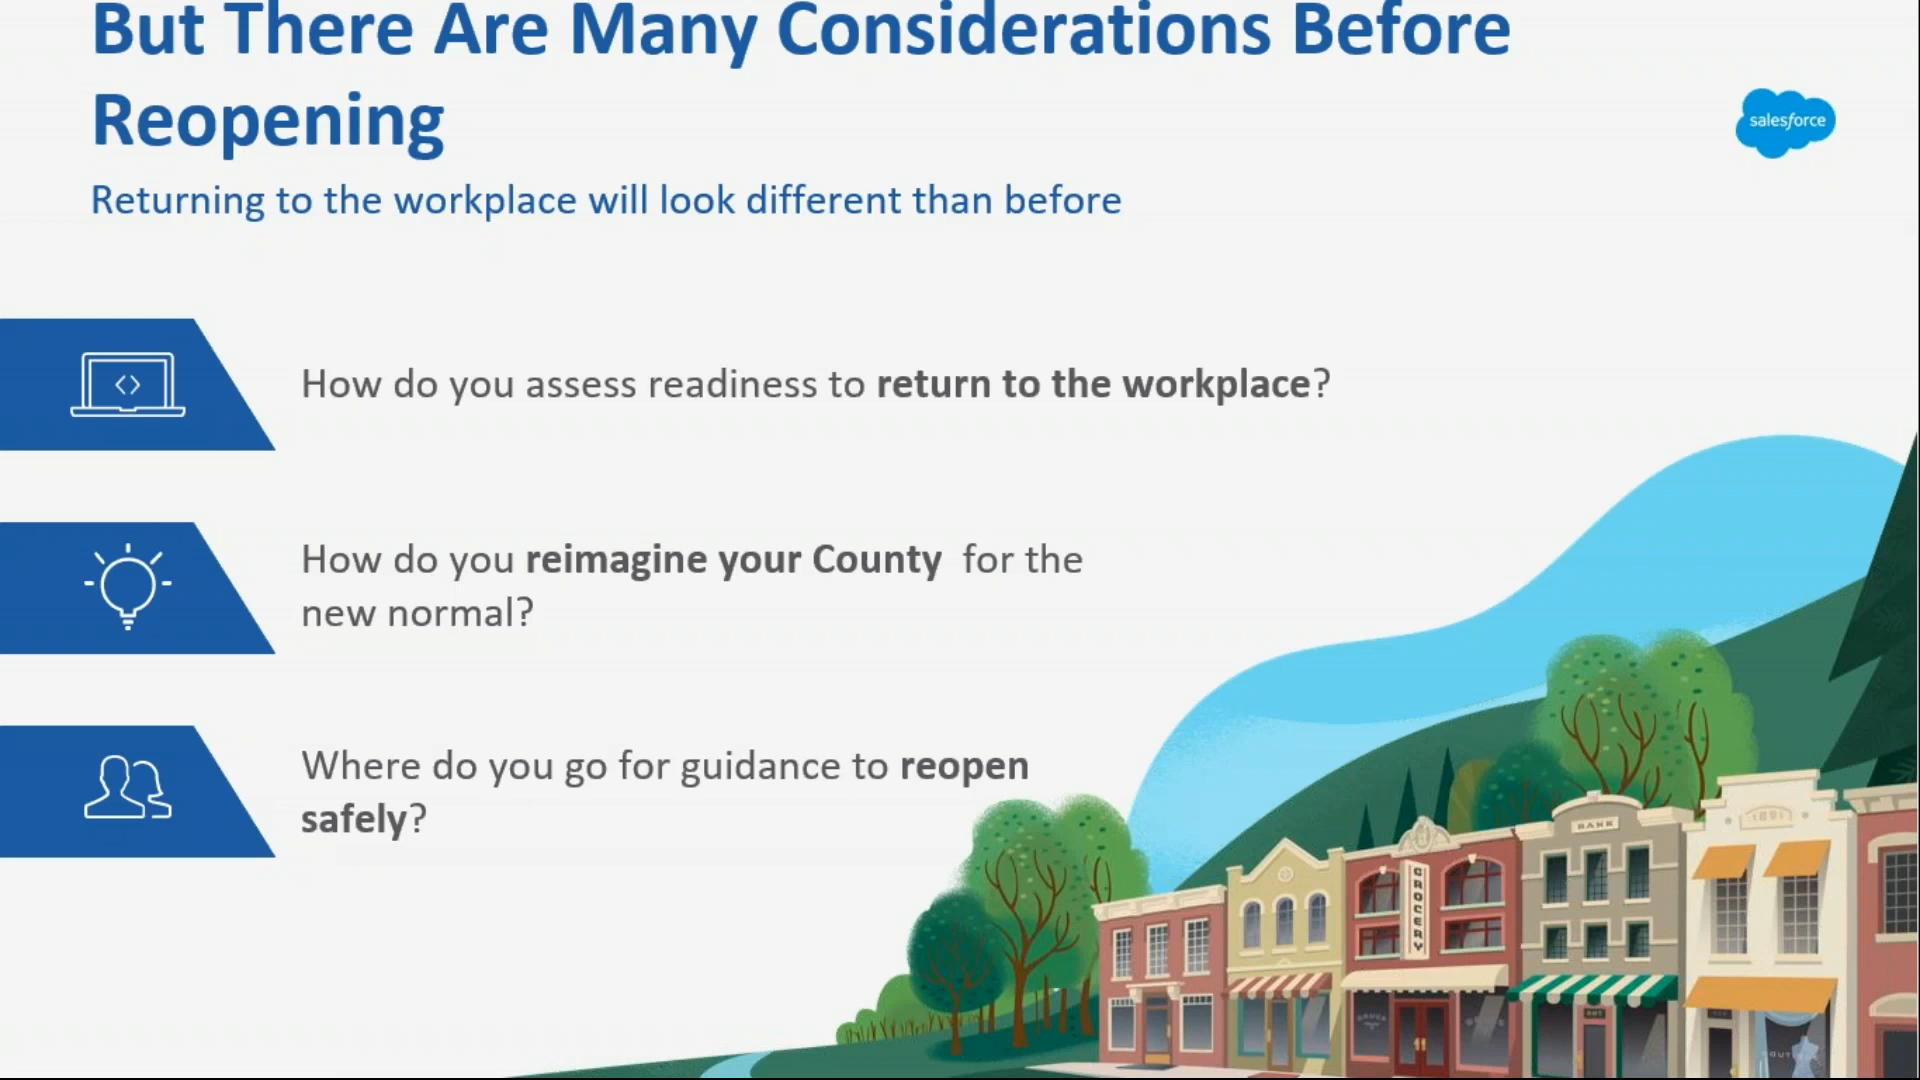 But There Are Many Considerations Before
Reopening
salesforce
Returning to the workplace will look different than before
How do you assess readiness to return to the workplace?
How do you reimagine your County for the
new normal?
Where do you go for guidance to reopen
safely?
BANK
1891
GROCERY